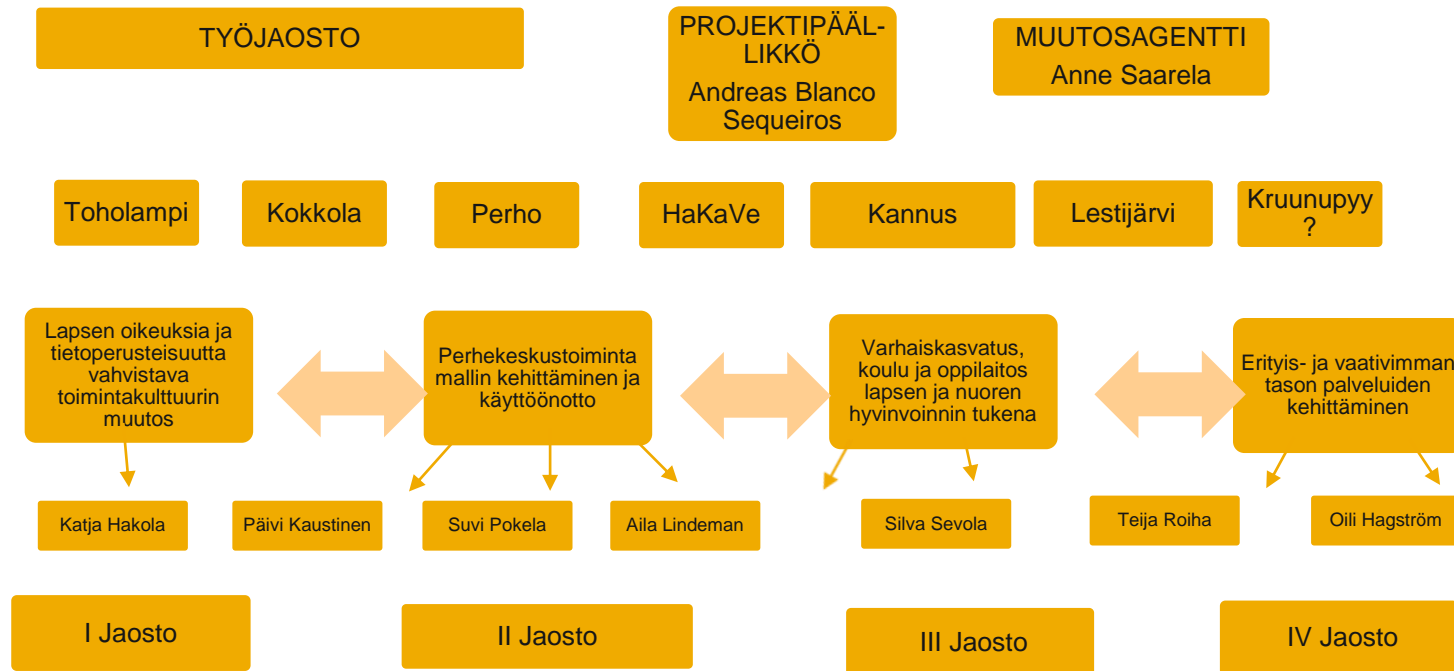 TYÖJAOSTO
PROJEKTIPÄÄL-
LIKKÖ
Andreas Blanco
Sequeiros
MUUTOSAGENTTI
Anne Saarela
Toholampi
Kokkola
Perho
HaKaVe
Kannus
Lestijärvi
Kruunupyy
?
Lapsen oikeuksia ja
tietoperusteisuutta
vahvistava
toimintakulttuurin
muutos
Perhekeskustoiminta
mallin kehittäminen ja
käyttöönotto
Varhaiskasvatus,
koulu ja oppilaitos
lapsen ja nuoren
hyvinvoinnin tukena
Erityis- ja vaativimman
tason palveluiden
kehittäminen
Katja Hakola
Päivi Kaustinen
Suvi Pokela
Aila Lindeman
Silva Sevola
Teija Roiha
Oili Hagström
I Jaosto
II Jaosto
III Jaosto
IV Jaosto